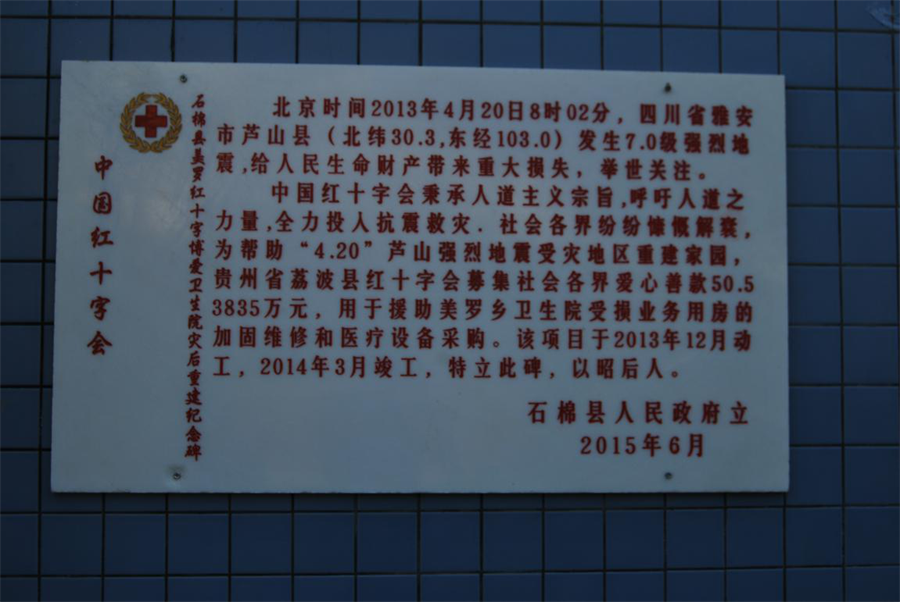 中国红十字会
石棉县美罗红十字博爱卫生院灾后重建纪念碑
北京时间2013年4月20日8时02分，四川省雅安
市芦山县（北纬30.3,东经103.0）发生7.0级强烈地
震,给人民生命财产带来重大损失，举世关注。
中国红十字会秉承人道主义宗旨,呼吁人道之
力量,全力投入抗震救灾.社会各界纷纷慷慨解囊,
为帮助“4.20”芦山强烈地震受灾地区重建家园,
贵州省荔波县红十字会募集社会各界爱心善款50.5
3835万元，用于援助美罗乡卫生院受损业务用房的
加固维修和医疗设备采购。该项目于2013年12月动
工，2014年3月竣工，特立此碑，以昭后人。
石棉县人民政府立
2015年6月